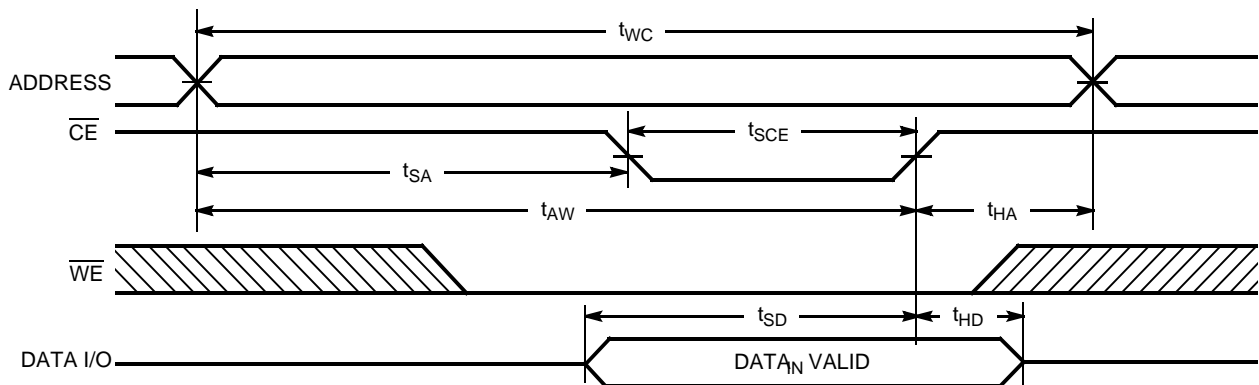 tWC
ADDRESS
CE
tSCE
tSA
tAW
tHA
WE
tSD
tHD
DATA I/O
DATAIN VALID